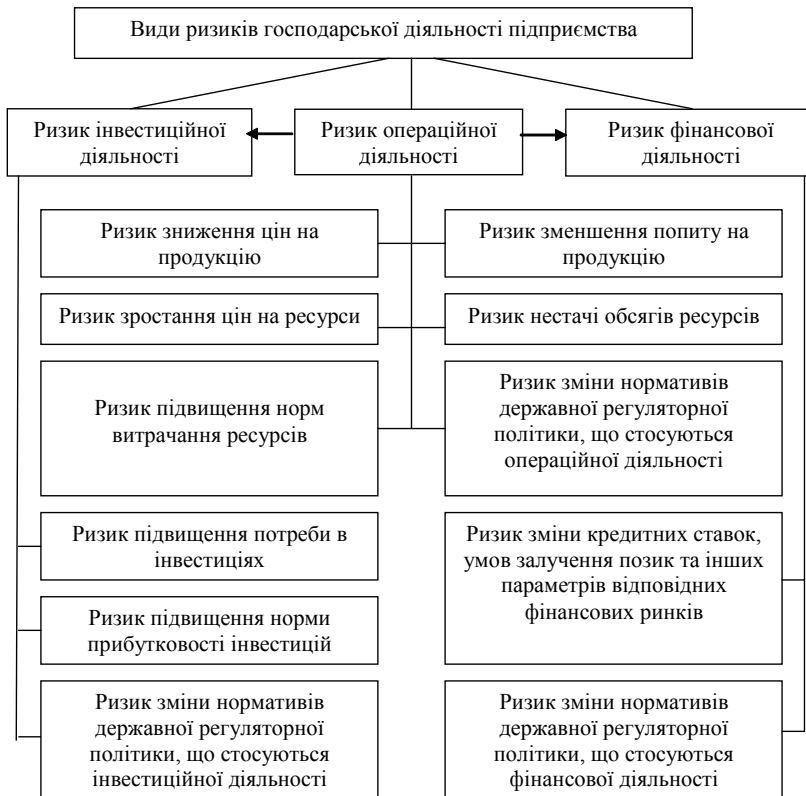 Види ризиків господарської діяльності підприємства
Ризик інвестиційної
діяльності
Ризик операційної
діяльності
Ризик фінансової
діяльності
Ризик зниження цін на
продукцію
Ризик зменшення попиту на
продукцію
Ризик зростання цін на ресурси
Ризик нестачі обсягів ресурсів
Ризик підвищення норм
витрачання ресурсів
Ризик зміни нормативів
державної регуляторної
політики, що стосуються
операційної діяльності
Ризик підвищення потреби в
інвестиціях
Ризик зміни кредитних ставок,
умов залучення позик та інших
параметрів відповідних
фінансових ринків
Ризик підвищення норми
прибутковості інвестицій
Ризик зміни нормативів
державної регуляторної
політики, що стосуються
інвестиційної діяльності
Ризик зміни нормативів
державної регуляторної
політики, що стосуються
фінансової діяльності